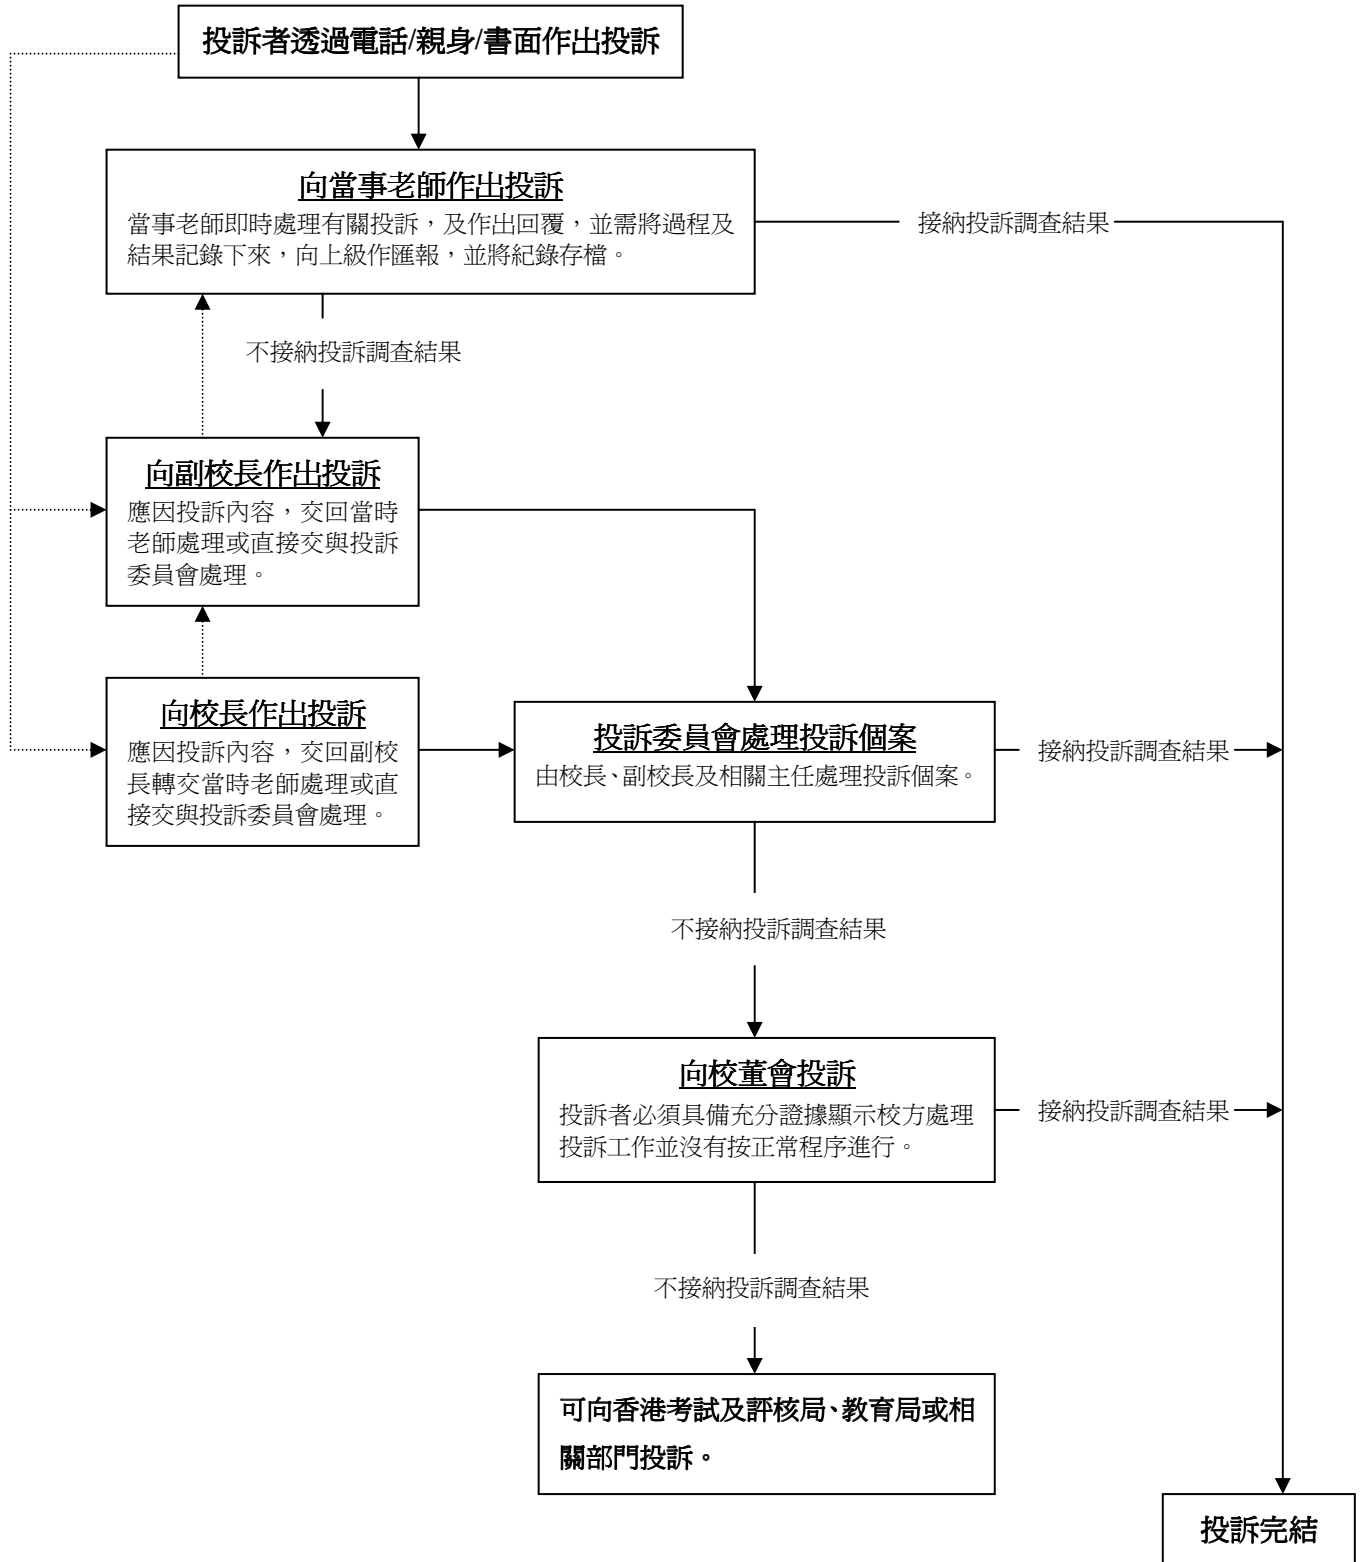 投訴者透過電話/親身/書面作出投訴
向當事老師作出投訴
當事老師即時處理有關投訴，及作出回覆，並需將過程及
結果記錄下來，向上級作匯報，並將紀錄存檔。
接納投訴調查結果
不接納投訴調查結果
向副校長作出投訴
應因投訴內容，交回當時
老師處理或直接交與投訴
委員會處理。
向校長作出投訴
應因投訴內容，交回副校
長轉交當時老師處理或直
接交與投訴委員會處理。
投訴委員會處理投訴個案
由校長、副校長及相關主任處理投訴個案。
接納投訴調查結果
不接納投訴調查結果
向校董會投訴
投訴者必須具備充分證據顯示校方處理
投訴工作並沒有按正常程序進行。
接納投訴調查結果
不接納投訴調查結果
可向香港考試及評核局、教育局或相
關部門投訴。
投訴完結